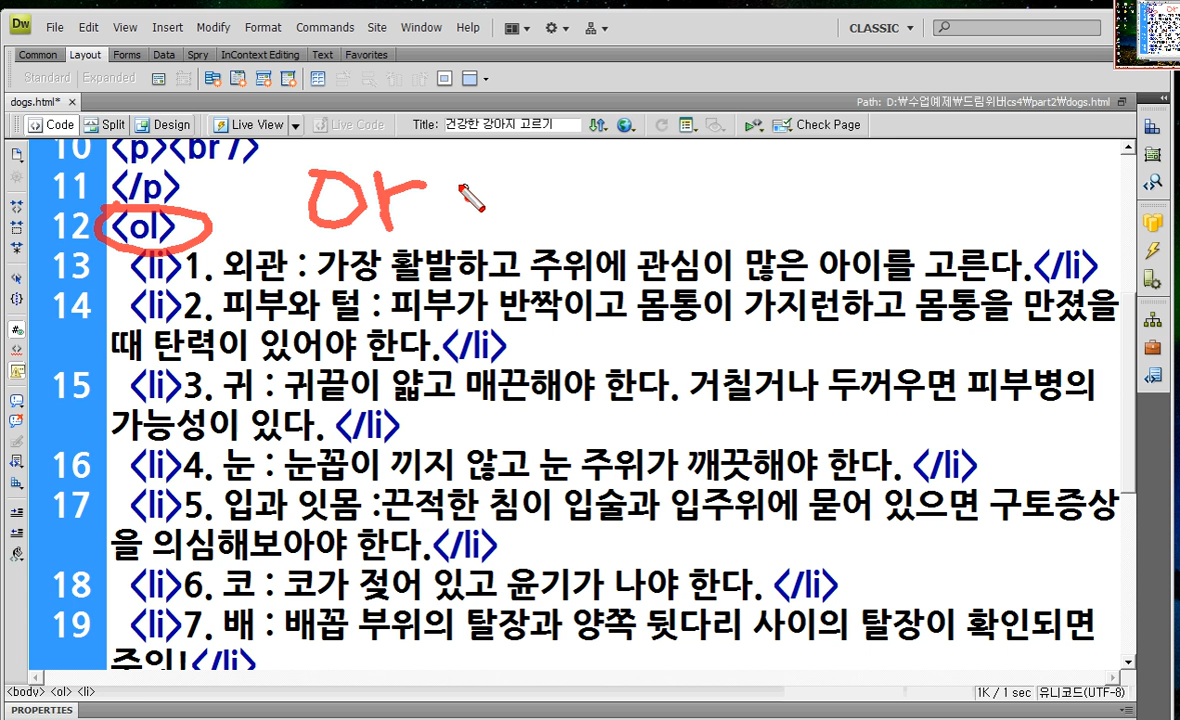 Dw File Edit View Insert Modify Format Commands Site Window Help CLASSIC
Common Layout Forms Data Spry InContext Editing Text Favorites
Standard Expanded
dogs.html* × Path: D:₩수업예제₩드림위버cs4₩part2₩dogs.html
Code Split Design Live View Live Code Title: 건강한 강아지 고르기 Check Page
10 <p><br />
11 </p>
or
12 <ol>
13 <li>1. 외관 : 가장 활발하고 주위에 관심이 많은 아이를 고른다.</li>
14 <li>2. 피부와 털 : 피부가 반짝이고 몸통이 가지런하고 몸통을 만졌을
때 탄력이 있어야 한다.</li>
15 <li>3. 귀 : 귀끝이 얇고 매끈해야 한다. 거칠거나 두꺼우면 피부병의
가능성이 있다. </li>
16 <li>4. 눈 : 눈꼽이 끼지 않고 눈 주위가 깨끗해야 한다. </li>
17 <li>5. 입과 잇몸 :끈적한 침이 입술과 입주위에 묻어 있으면 구토증상
을 의심해보아야 한다.</li>
18 <li>6. 코 : 코가 젖어 있고 윤기가 나야 한다. </li>
19 <li>7. 배 : 배꼽 부위의 탈장과 양쪽 뒷다리 사이의 탈장이 확인되면
주의!</li>
<body> <ol> <li> 1K / 1 sec 유니코드(UTF-8)
PROPERTIES